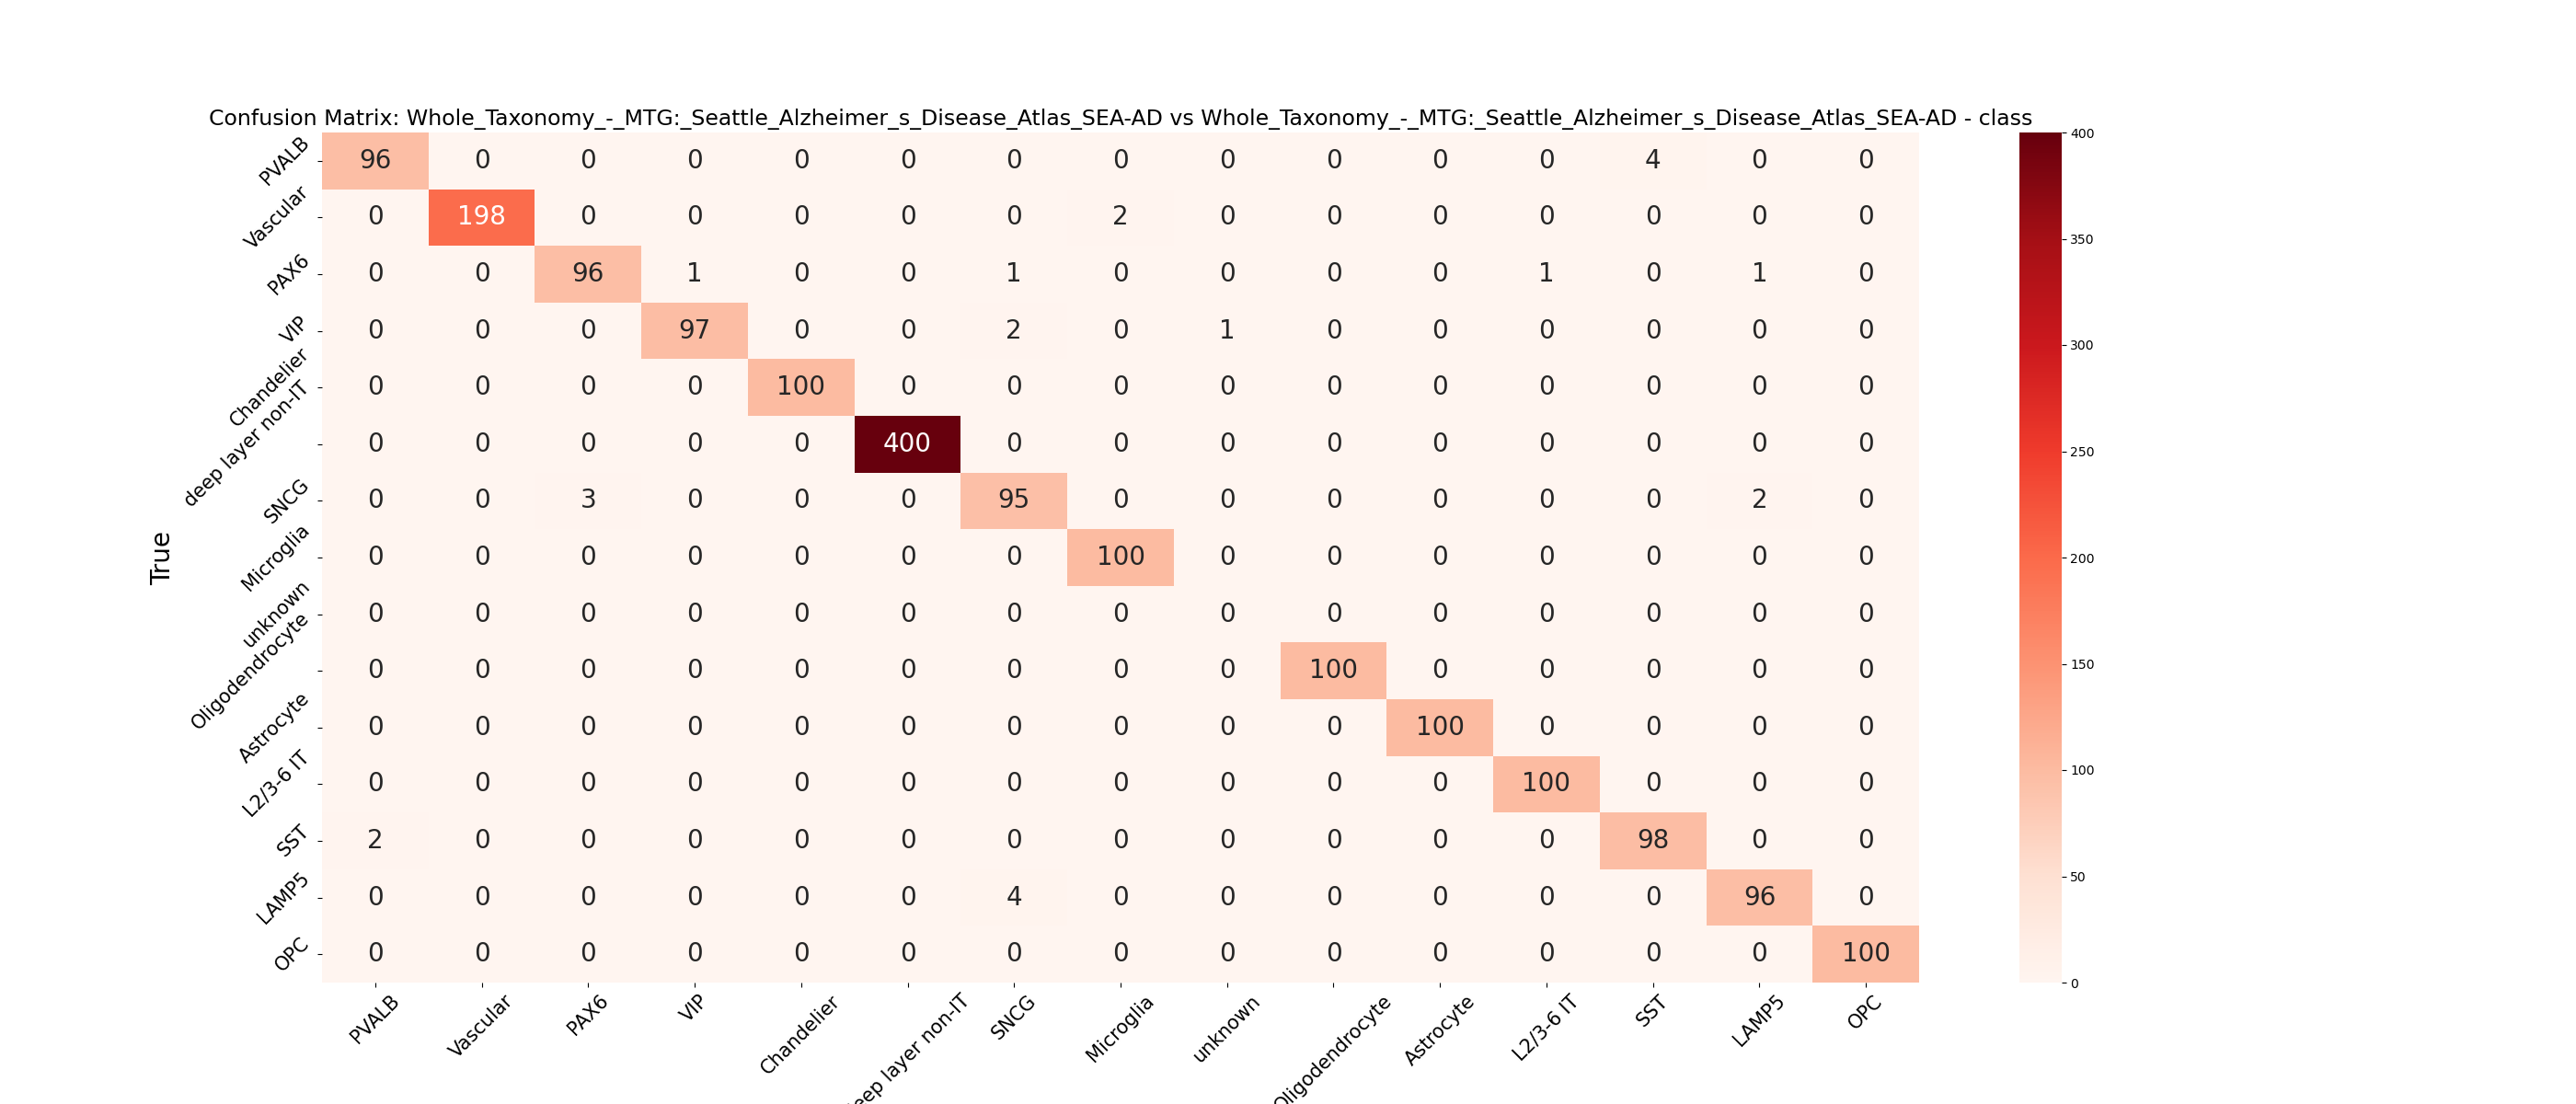 Confusion Matrix: Whole_Taxonomy_-_MTG:_Seattle_Alzheimer_s_Disease_Atlas_SEA-AD vs Whole_Taxonomy_-_MTG:_Seattle_Alzheimer_s_Disease_Atlas_SEA-AD - class
True
PVALB 96 0 0 0 0 0 0 0 0 0 0 0 4 0 0
Vascular 0 198 0 0 0 0 0 2 0 0 0 0 0 0 0
PAX6 0 0 96 1 0 0 1 0 0 0 0 1 0 1 0
VIP 0 0 0 97 0 0 2 0 1 0 0 0 0 0 0
Chandelier 0 0 0 0 100 0 0 0 0 0 0 0 0 0 0
deep layer non-IT 0 0 0 0 0 400 0 0 0 0 0 0 0 0 0
SNCG 0 0 3 0 0 0 95 0 0 0 0 0 0 2 0
Microglia 0 0 0 0 0 0 0 100 0 0 0 0 0 0 0
unknown 0 0 0 0 0 0 0 0 0 0 0 0 0 0 0
Oligodendrocyte 0 0 0 0 0 0 0 0 0 100 0 0 0 0 0
Astrocyte 0 0 0 0 0 0 0 0 0 0 100 0 0 0 0
L2/3-6 IT 0 0 0 0 0 0 0 0 0 0 0 100 0 0 0
SST 2 0 0 0 0 0 0 0 0 0 0 0 98 0 0
LAMP5 0 0 0 0 0 0 4 0 0 0 0 0 0 96 0
OPC 0 0 0 0 0 0 0 0 0 0 0 0 0 0 100
PVALB Vascular PAX6 VIP Chandelier layer non-IT SNCG Microglia unknown Oligodendrocyte Astrocyte L2/3-6 IT SST LAMP5 OPC
400
350
300
250
200
150
100
50
0